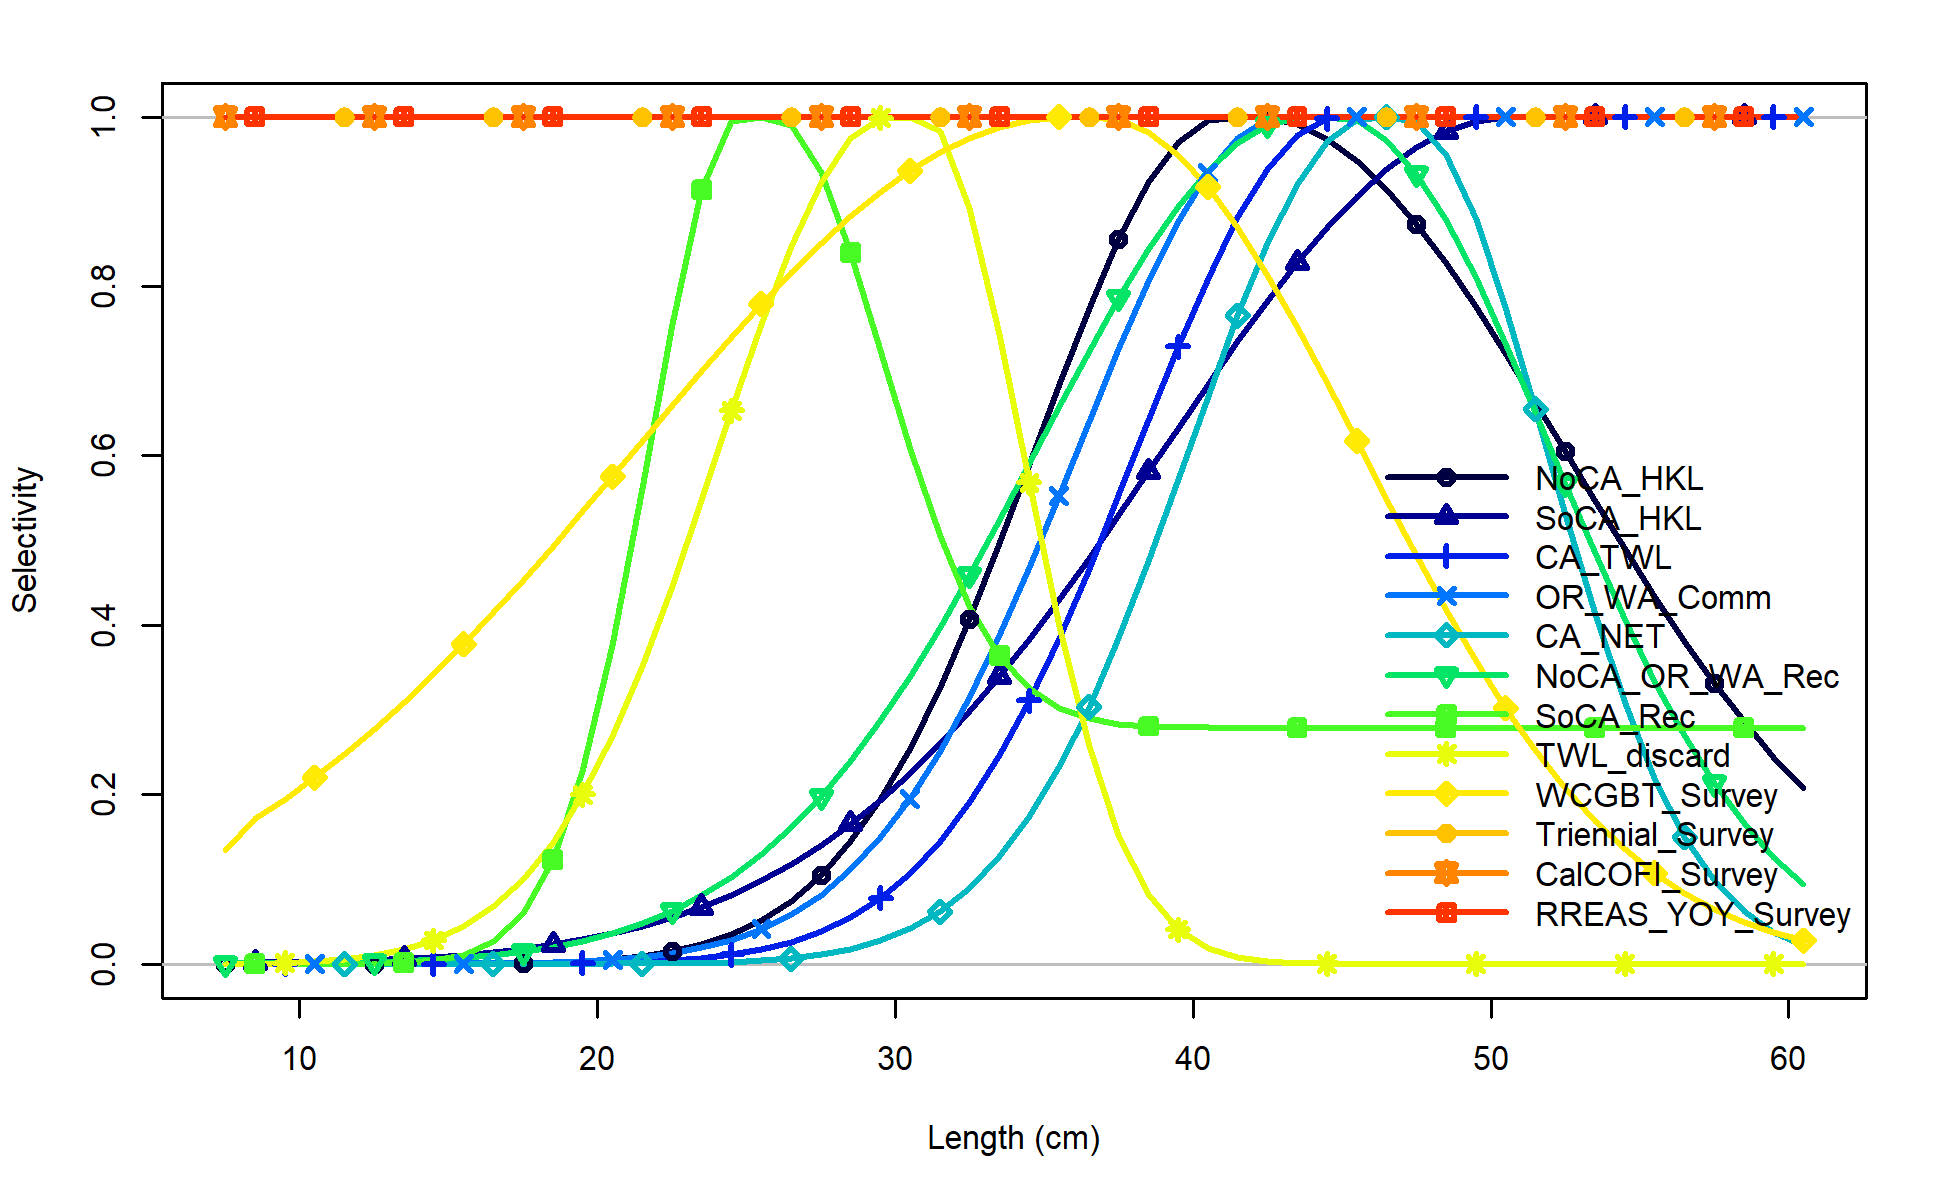 1.0
0.8
0.6
0.4
0.2
0.0
Selectivity
NoCA_HKL
SoCA_HKL
CA_TWL
OR_WA_Comm
CA_NET
NoCA_OR_WA_Rec
SoCA_Rec
TWL_discard
WCGBT_Survey
Triennial_Survey
CalCOFI_Survey
RREAS_YOY_Survey
10 20 30 40 50 60
Length (cm)